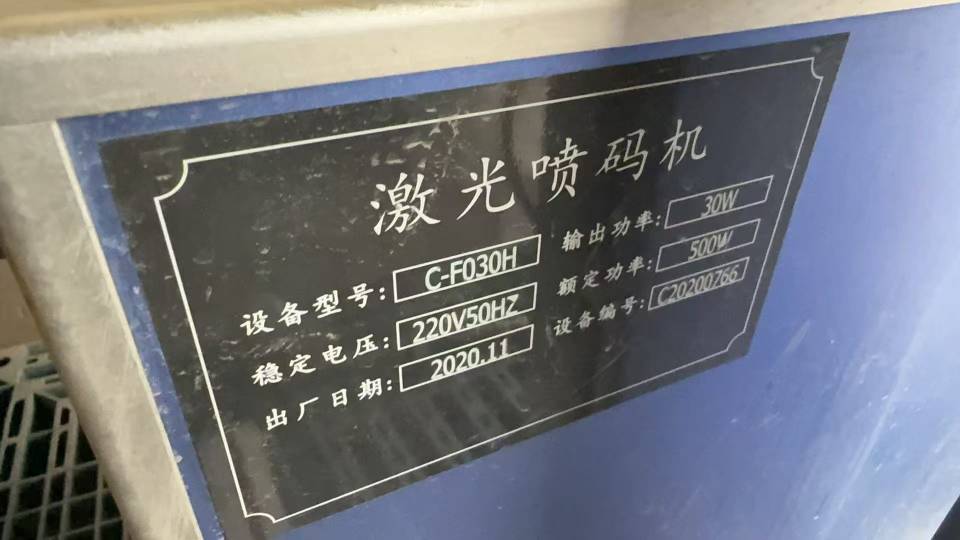 激光喷码机
设备型号: C-F030H 输出功率: 30W
稳定电压: 220V50HZ 额定功率: 500W
出厂日期: 2020.11 设备编号: C20200766